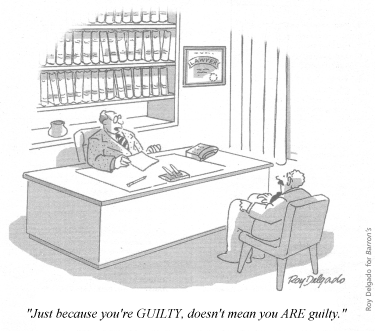 LAWYER
Roy Delgado
Roy Delgado for Barron's
"Just because you're GUILTY, doesn't mean you ARE guilty."